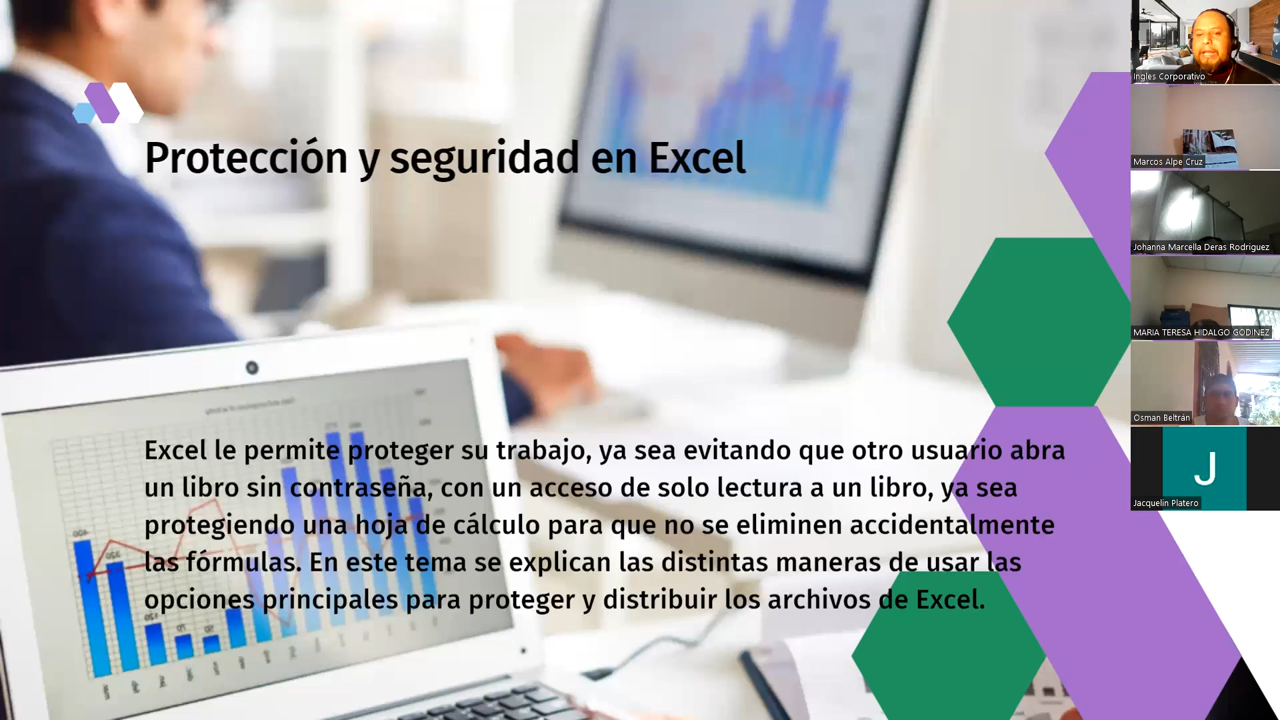 Protección y seguridad en Excel
Excel le permite proteger su trabajo, ya sea evitando que otro usuario abra
un libro sin contraseña, con un acceso de solo lectura a un libro, ya sea
protegiendo una hoja de cálculo para que no se eliminen accidentalmente
las fórmulas. En este tema se explican las distintas maneras de usar las
opciones principales para proteger y distribuir los archivos de Excel.
Ingles Corporativo
Marcos Alpe Cruz
Johanna Marcella Deras Rodriguez
MARIA TERESA HIDALGO GODINEZ
Osman Beltrán
J
Jacquelin Platero